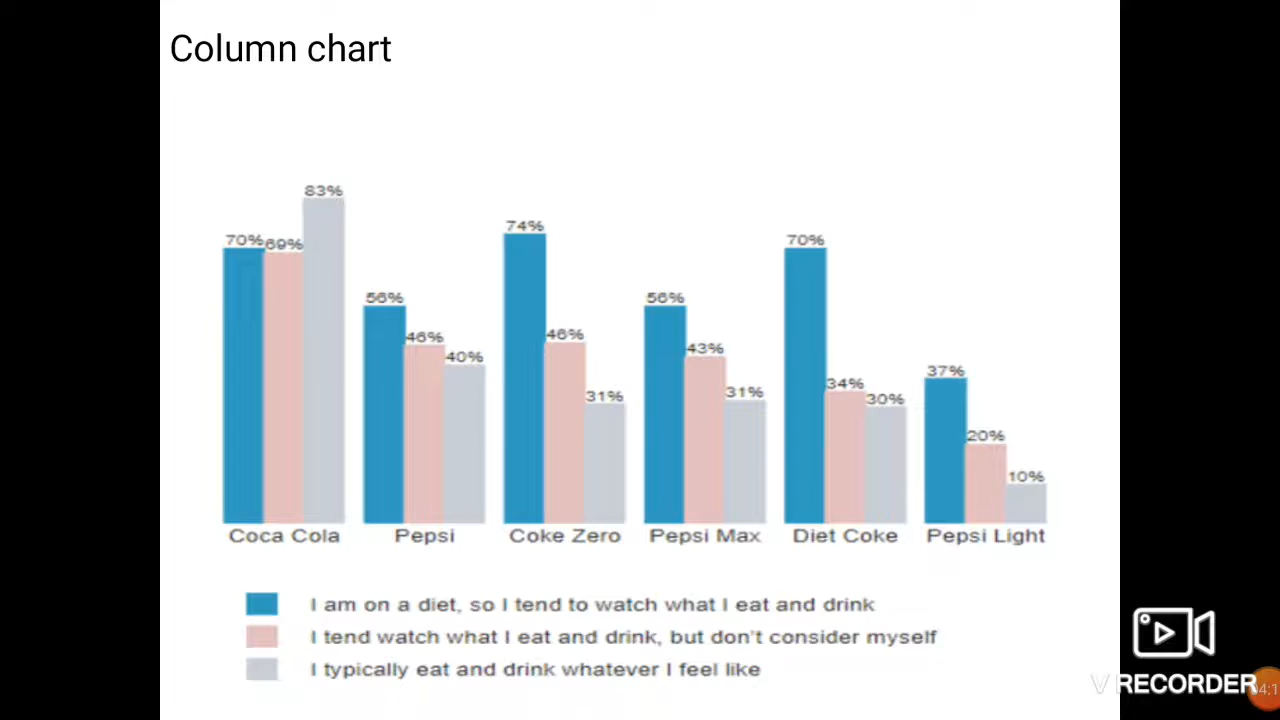 Column chart
83%
70% 69%
74%
70%
56%
46%
40%
46%
31%
56%
43%
31%
34%
30%
37%
20%
10%
Coca Cola Pepsi Coke Zero Pepsi Max Diet Coke Pepsi Light
I am on a diet, so I tend to watch what I eat and drink
I tend watch what I eat and drink, but don't consider myself
I typically eat and drink whatever I feel like
V RECORDER